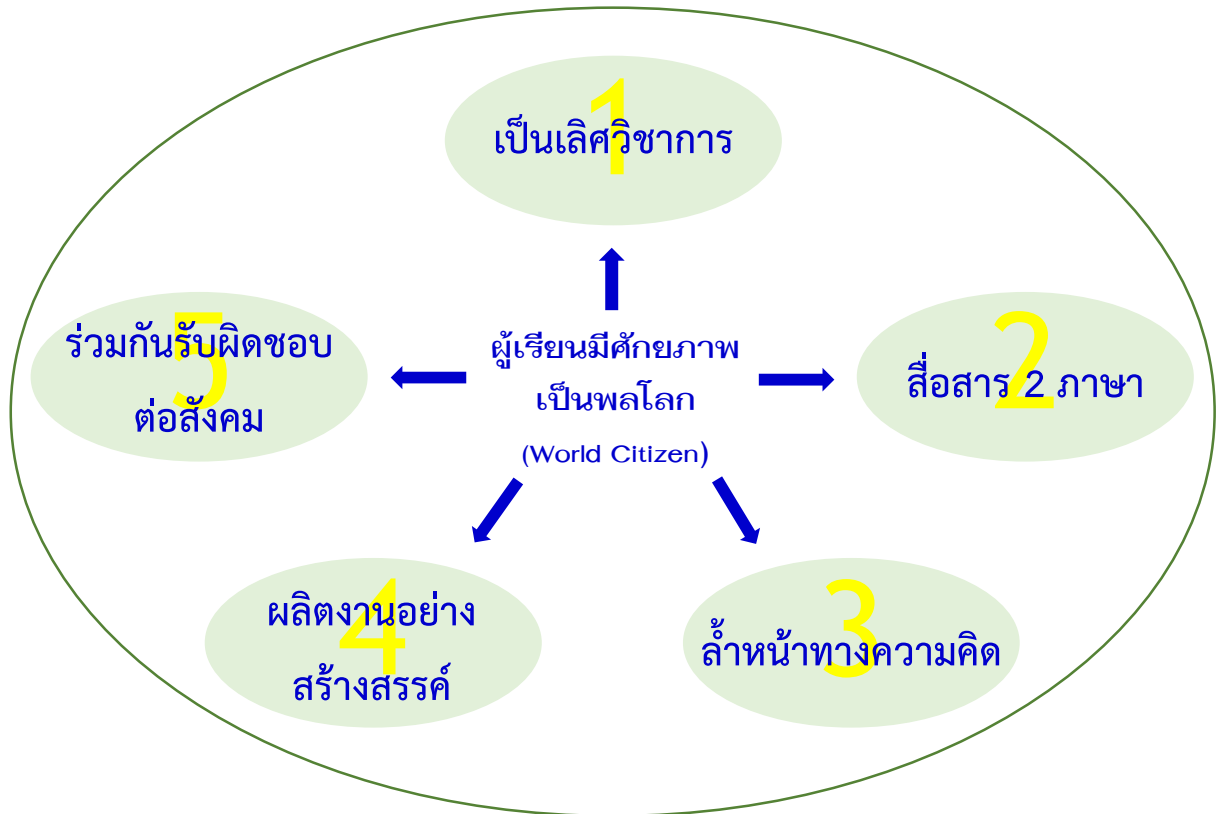 1
เป็นเลิศวิชาการ
ผู้เรียนมีศักยภาพ
เป็นพลโลก
(World Citizen)
2
สื่อสาร 2 ภาษา
3
ล้ำหน้าทางความคิด
4
ผลิตงานอย่าง
สร้างสรรค์
5
ร่วมกันรับผิดชอบ
ต่อสังคม